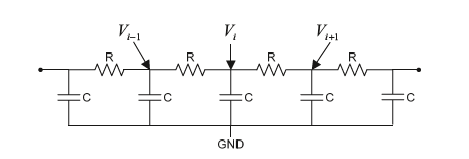 V_{i-1} V_i V_{i+1}
R R R R
C C C C C
GND